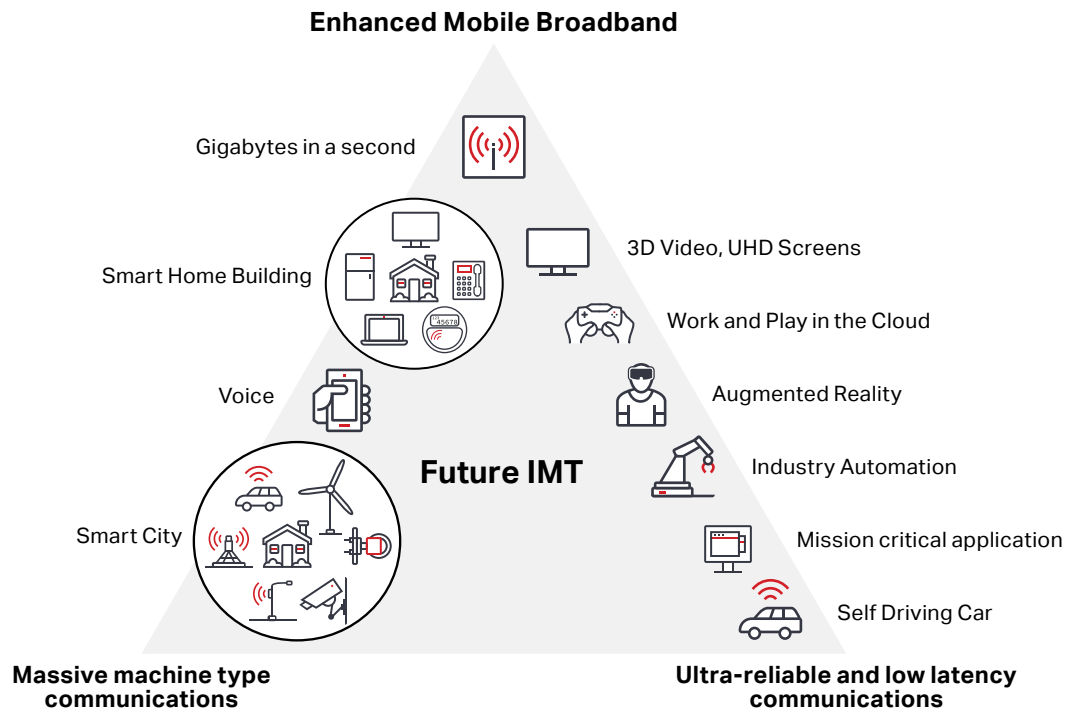 Enhanced Mobile Broadband
Gigabytes in a second
3D Video, UHD Screens
Smart Home Building
45678
Work and Play in the Cloud
Voice
Augmented Reality
Future IMT
Industry Automation
Smart City
Mission critical application
Self Driving Car
Massive machine type
communications
Ultra-reliable and low latency
communications